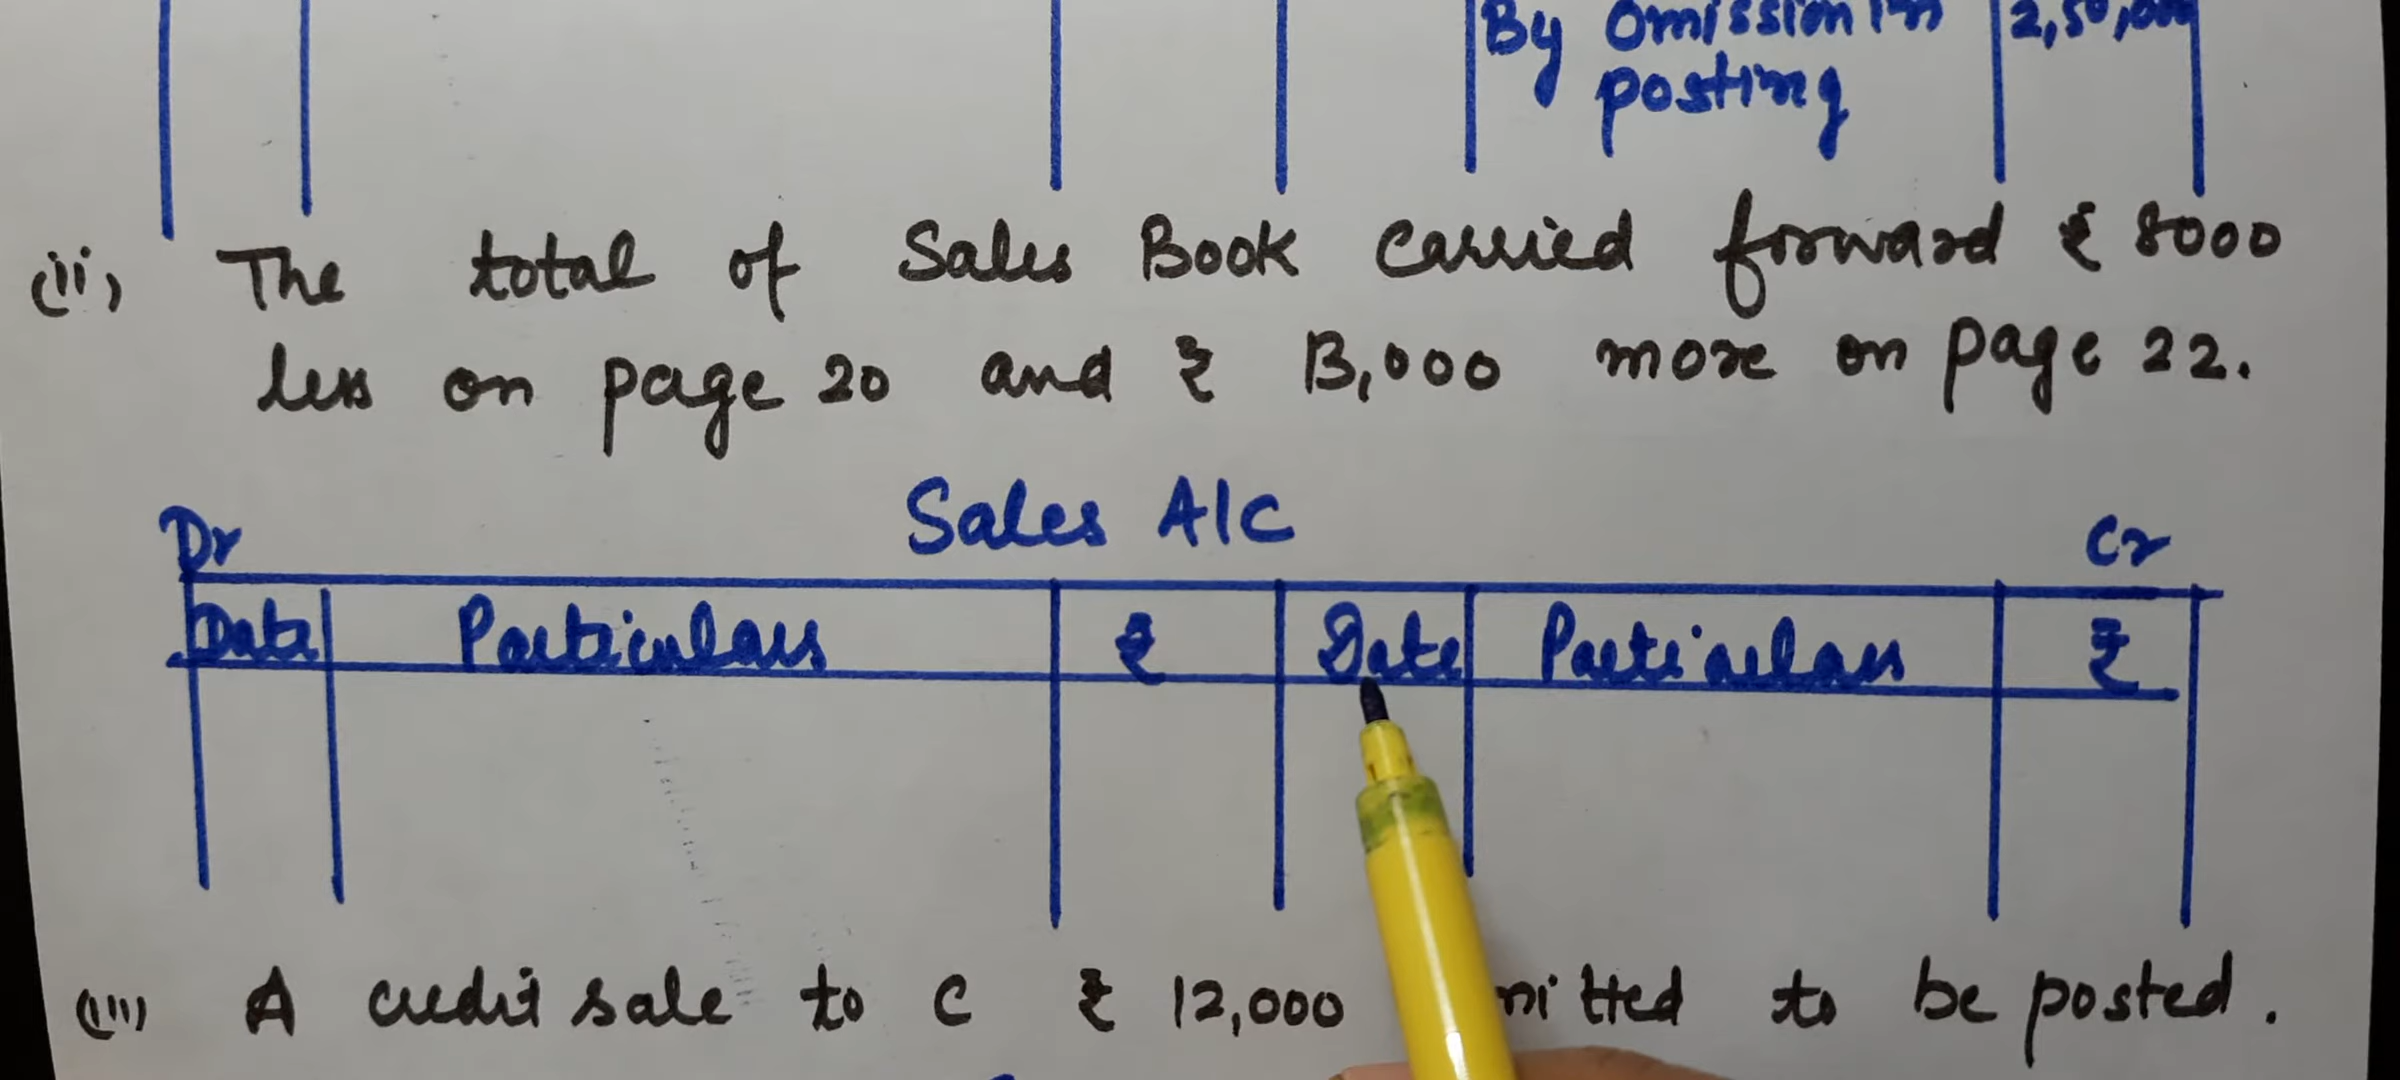 By Omission in 2,50,000
posting
(ii) The total of Sales Book carried forward ₹ 8000
less on page 20 and ₹ 13,000 more on page 22.
Sales A/C
Dr Cr
Date Particulars ₹ Date Particulars ₹
(iii) A credit sale to C ₹ 12,000 mitted to be posted.